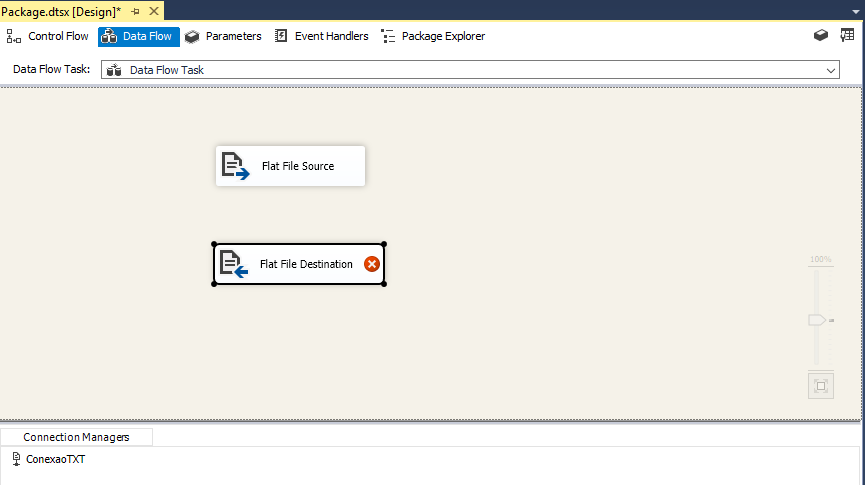 Package.dtsx [Design]*
Control Flow Data Flow Parameters Event Handlers Package Explorer
Data Flow Task: Data Flow Task
Flat File Source
Flat File Destination
100%
Connection Managers
ConexaoTXT